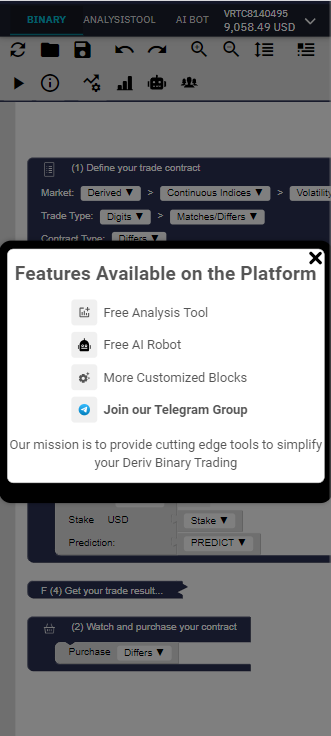 BINARY ANALYSISTOOL AI BOT VRTC8140495
9,058.49 USD
(1) Define your trade contract
Market: Derived ▼ > Continuous Indices ▼ > Volatility
Trade Type: Digits ▼ > Matches/Differs ▼
Contract Type: Differs ▼
Features Available on the Platform
Free Analysis Tool
Free AI Robot
More Customized Blocks
Join our Telegram Group
Our mission is to provide cutting edge tools to simplify
your Deriv Binary Trading
Stake USD Stake ▼
Prediction: PREDICT ▼
F (4) Get your trade result...
(2) Watch and purchase your contract
Purchase Differs ▼